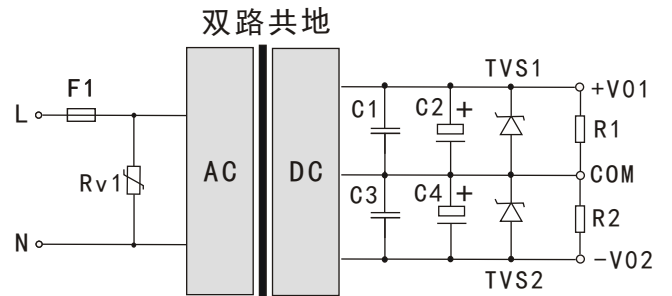 双路共地
F1
L
Rv1
N
AC
DC
C1
C2
+
TVS1
+VO1
R1
COM
C3
C4
+
R2
TVS2
-VO2